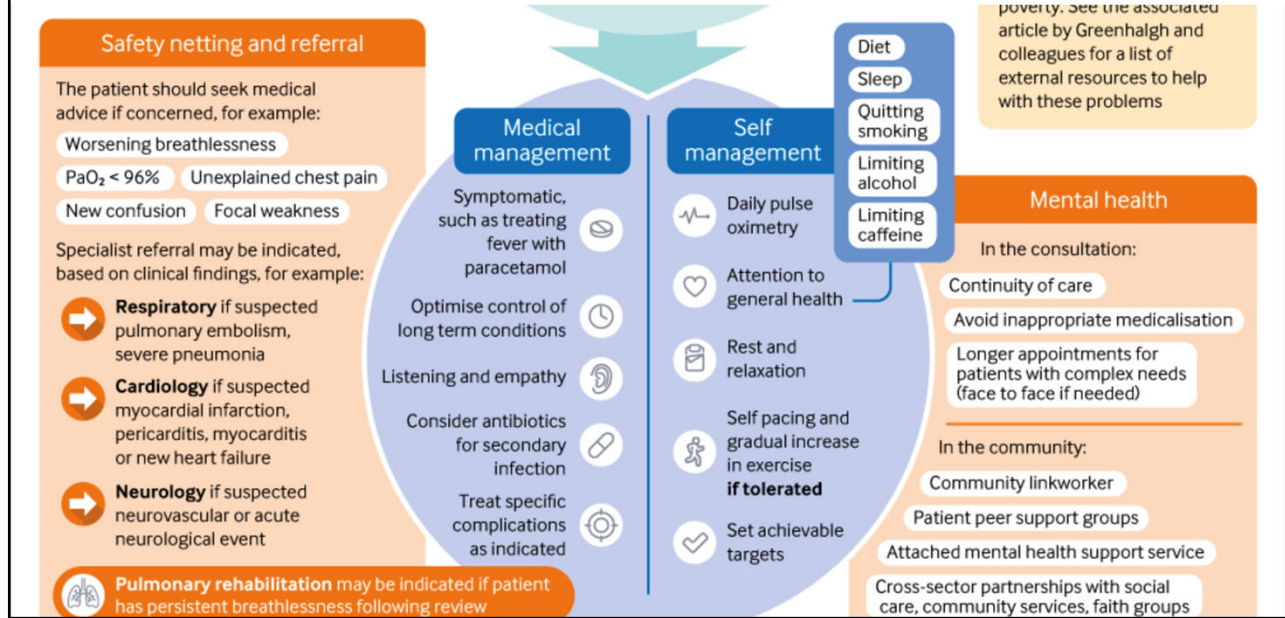 Safety netting and referral
The patient should seek medical
advice if concerned, for example:
Worsening breathlessness
PaO₂ < 96%
Unexplained chest pain
New confusion
Focal weakness
Specialist referral may be indicated,
based on clinical findings, for example:
Respiratory if suspected
pulmonary embolism,
severe pneumonia
Cardiology if suspected
myocardial infarction,
pericarditis, myocarditis
or new heart failure
Neurology if suspected
neurovascular or acute
neurological event
Pulmonary rehabilitation may be indicated if patient
has persistent breathlessness following review
Medical
management
Symptomatic,
such as treating
fever with
paracetamol
Optimise control of
long term conditions
Listening and empathy
Consider antibiotics
for secondary
infection
Treat specific
complications
as indicated
Self
management
Daily pulse
oximetry
Attention to
general health
Rest and
relaxation
Self pacing and
gradual increase
in exercise
if tolerated
Set achievable
targets
Diet
Sleep
Quitting
smoking
Limiting
alcohol
Limiting
caffeine
poverty. See the associated
article by Greenhalgh and
colleagues for a list of
external resources to help
with these problems
Mental health
In the consultation:
Continuity of care
Avoid inappropriate medicalisation
Longer appointments for
patients with complex needs
(face to face if needed)
In the community:
Community linkworker
Patient peer support groups
Attached mental health support service
Cross-sector partnerships with social
care, community services, faith groups